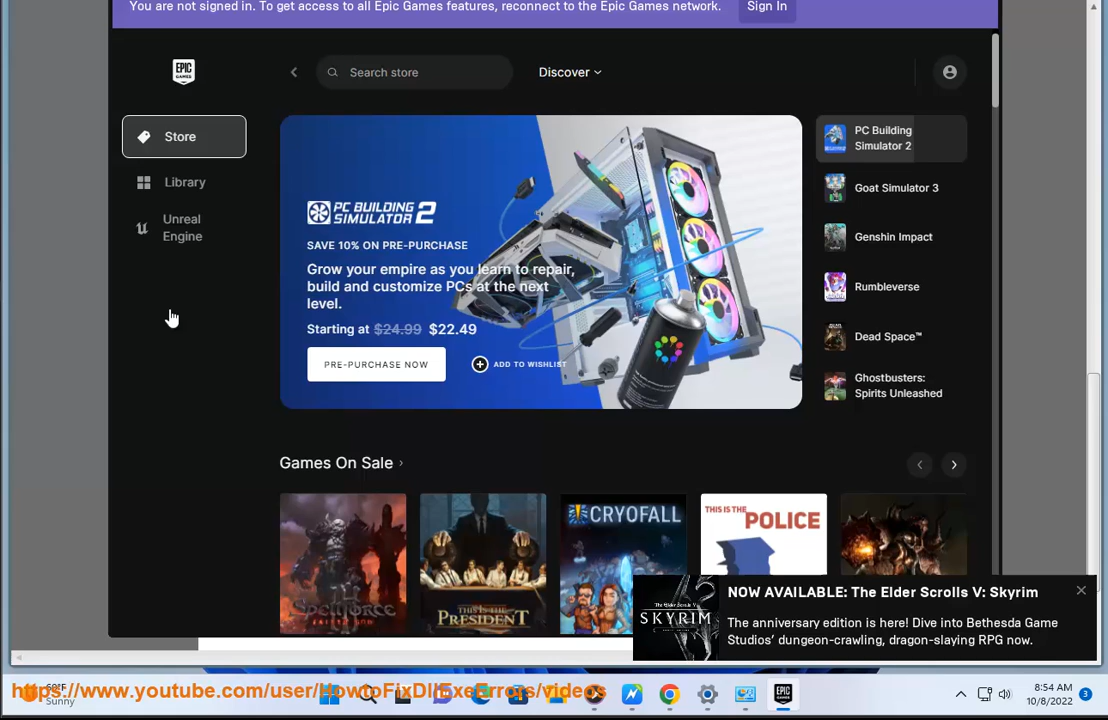 You are not signed in. To get access to all Epic Games features, reconnect to the Epic Games network.
Sign In
EPIC
GAMES
Search store
Discover
Store
Library
Unreal
Engine
PC BUILDING
SIMULATOR 2
SAVE 10% ON PRE-PURCHASE
Grow your empire as you learn to repair,
build and customize PCs at the next
level.
Starting at $24.99 $22.49
PRE-PURCHASE NOW
ADD TO WISHLIST
PC Building
Simulator 2
Goat Simulator 3
Genshin Impact
Rumbleverse
Dead Space™
Ghostbusters:
Spirits Unleashed
Games On Sale
SPELLFORCE
THIS IS THE
PRESIDENT
CRYOFALL
THIS IS THE
POLICE
SKYRIM
NOW AVAILABLE: The Elder Scrolls V: Skyrim
The anniversary edition is here! Dive into Bethesda Game
Studios' dungeon-crawling, dragon-slaying RPG now.
https://www.youtube.com/user/HowtoFixDllExeErrors/videos
Sunny
EPIC
GAMES
8:54 AM
10/8/2022
3